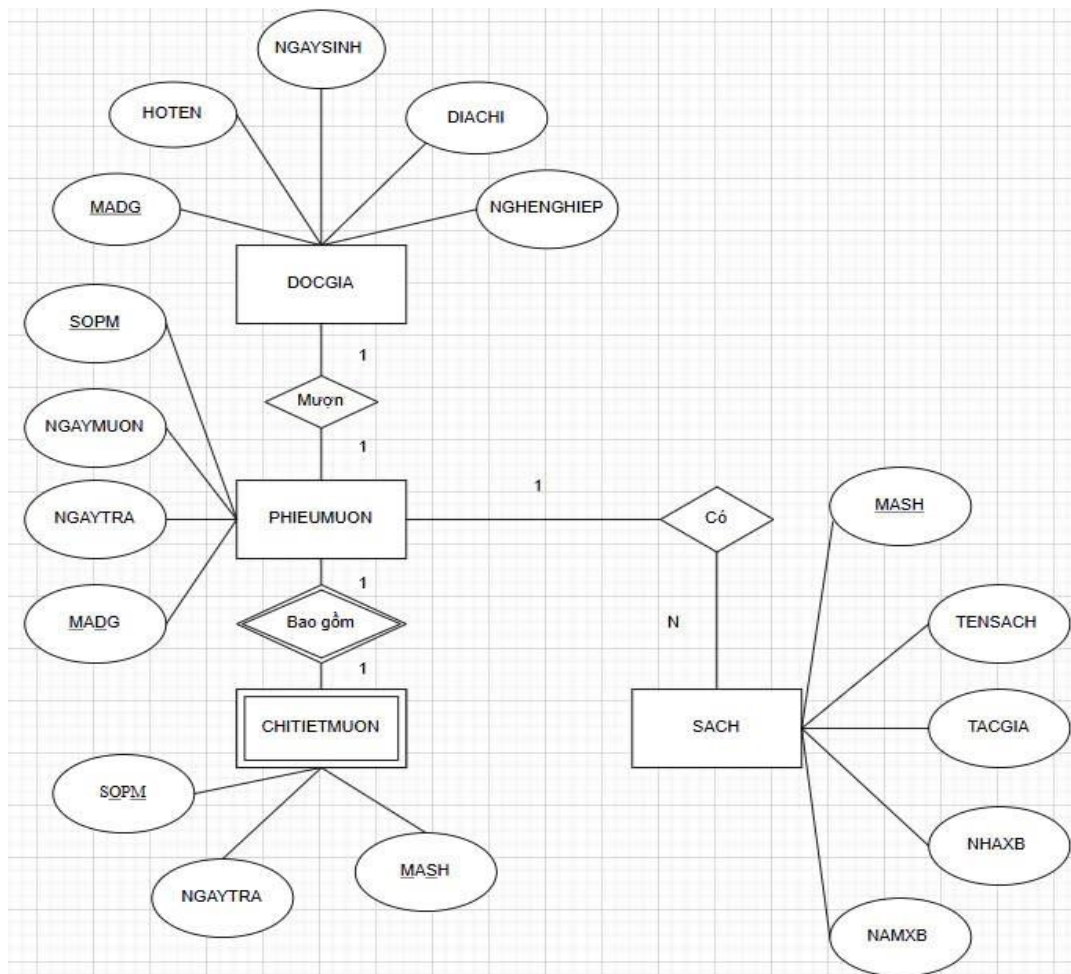 NGAYSINH
HOTEN
DIACHI
MADG
NGHENGHIEP
DOCGIA
SOPM
1
Mượn
NGAYMUON
1
1
MASH
NGAYTRA
PHIEUMUON
Có
1
MADG
Bao gồm
N
TENSACH
1
CHITIETMUON
SACH
TACGIA
SOPM
NHAXB
MASH
NGAYTRA
NAMXB